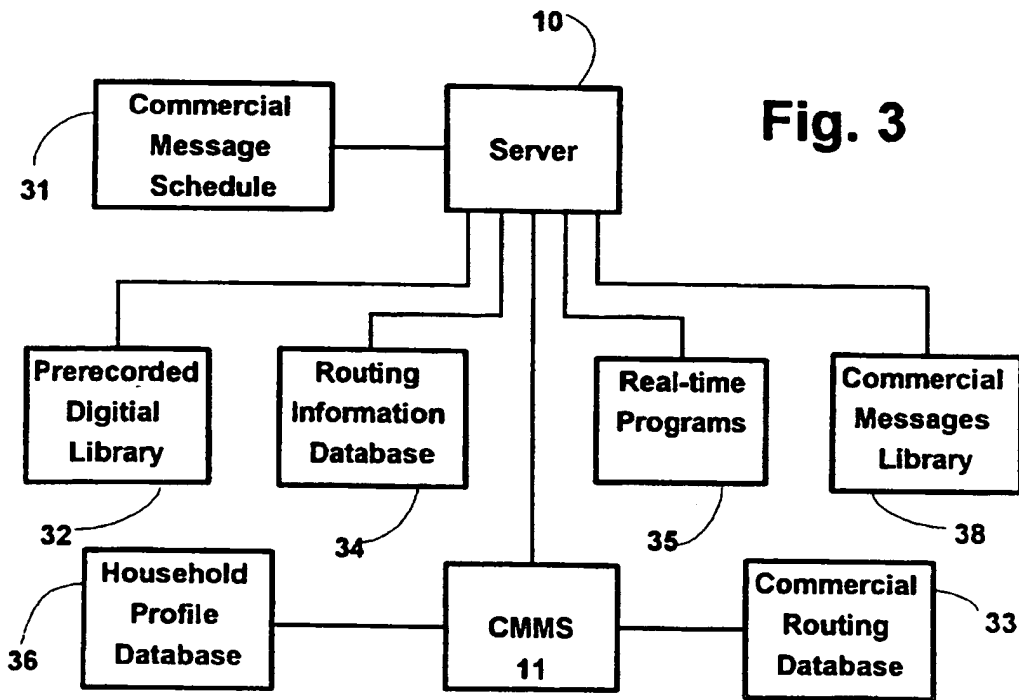 10
Fig. 3
Commercial
Message
Schedule
31
Server
Prerecorded
Digitial
Library
32
Routing
Information
Database
34
Real-time
Programs
35
Commercial
Messages
Library
38
Household
Profile
Database
36
CMMS
11
Commercial
Routing
Database
33